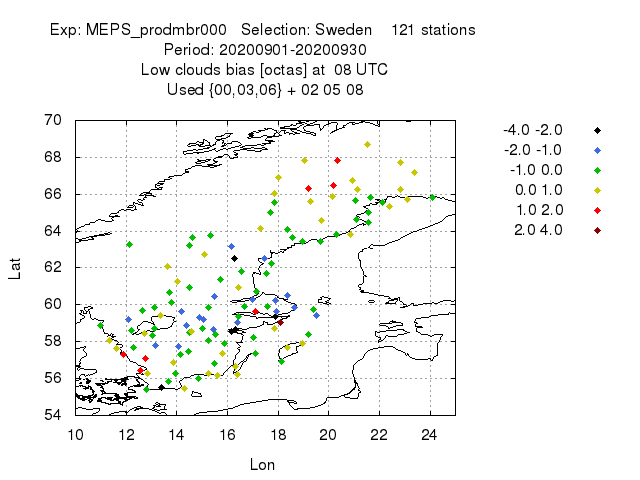 Exp: MEPS_prodmbr000 Selection: Sweden 121 stations
Period: 20200901-20200930
Low clouds bias [octas] at 08 UTC
Used {00,03,06} + 02 05 08
70
68
66
64
62
60
58
56
54
Lat
10 12 14 16 18 20 22 24
Lon
-4.0 -2.0
-2.0 -1.0
-1.0 0.0
0.0 1.0
1.0 2.0
2.0 4.0